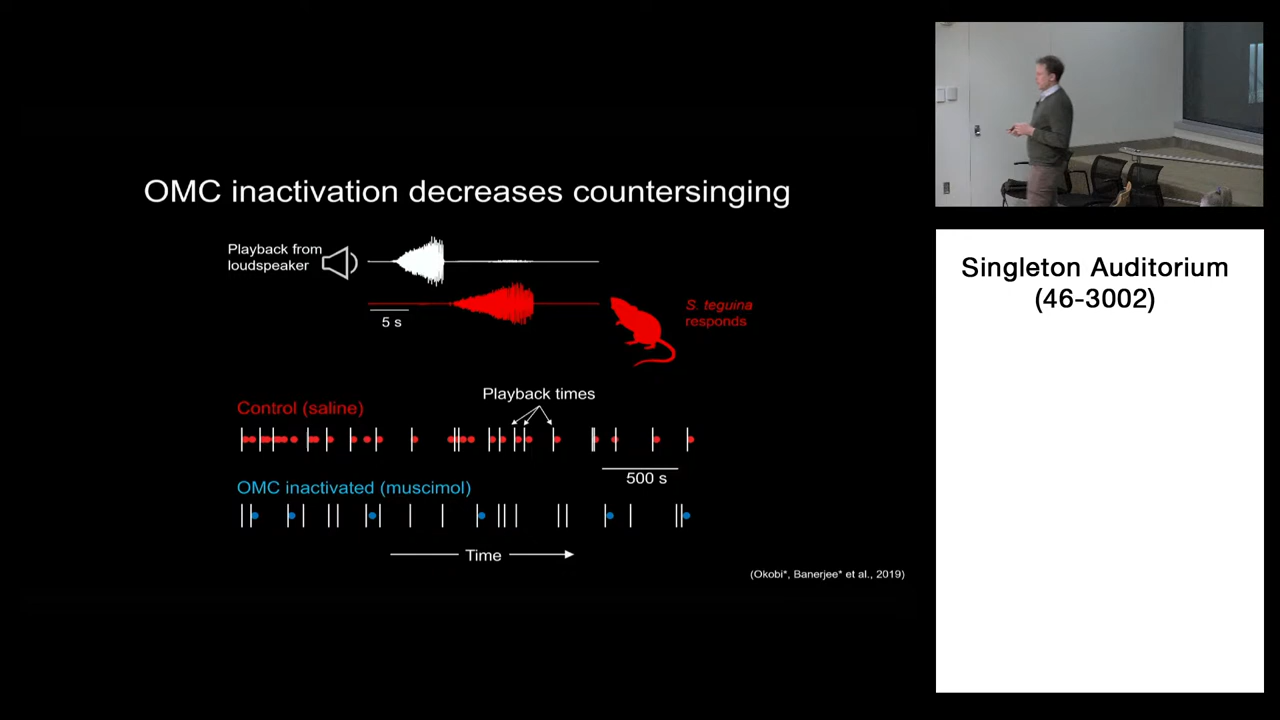 OMC inactivation decreases countersinging
Playback from
loudspeaker
5 s
S. teguina
responds
Playback times
Control (saline)
500 s
OMC inactivated (muscimol)
Time
(Okobi*, Banerjee* et al., 2019)
Singleton Auditorium
(46-3002)